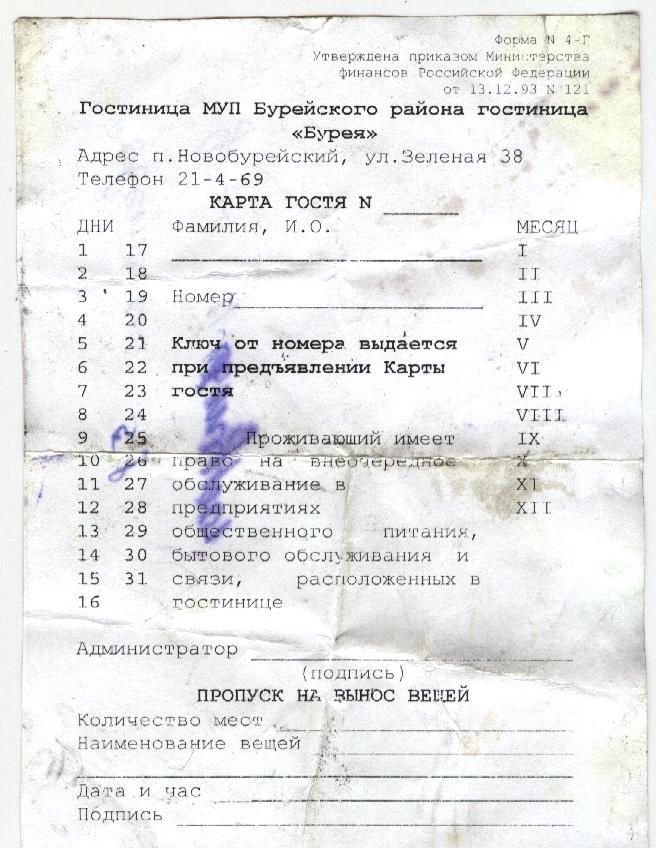 Форма N 4-Г
Утверждена приказом Министерства
финансов Российской Федерации
от 13.12.93 N 121
Гостиница МУП Бурейского района гостиница
«Бурея»
Адрес п.Новобурейский, ул.Зеленая 38
Телефон 21-4-69
КАРТА ГОСТЯ N
ДНИ Фамилия, И.О. МЕСЯЦ
1 17 I
2 18 II
3 19 Номер III
4 20 IV
5 21 Ключ от номера выдается V
6 22 при предъявлении Карты VI
7 23 гостя VII
8 24 VIII
9 25 Проживающий имеет IX
10 26 право на внеочередное X
11 27 обслуживание в XI
12 28 предприятиях XII
13 29 общественного питания,
14 30 бытового обслуживания и
15 31 связи, расположенных в
16 гостинице
Администратор
(подпись)
ПРОПУСК НА ВЫНОС ВЕЩЕЙ
Количество мест
Наименование вещей
Дата и час
Подпись